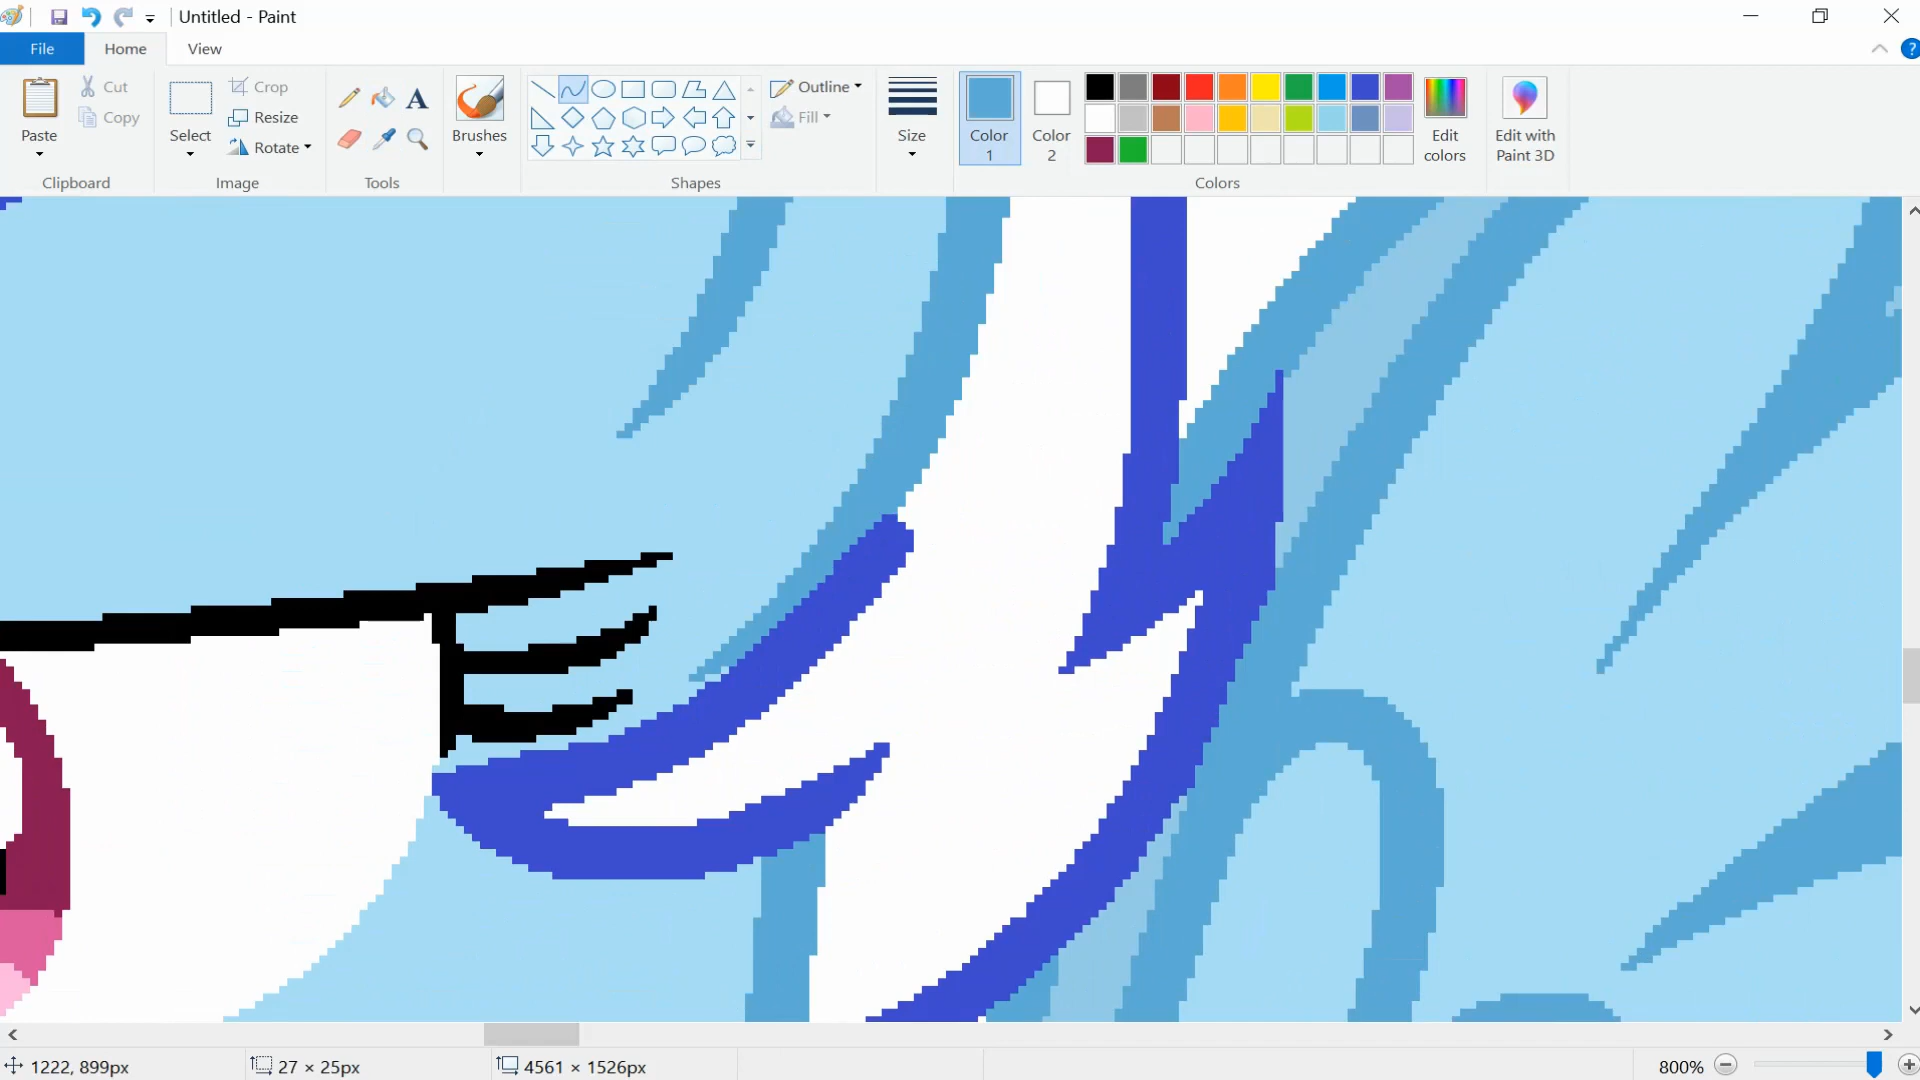 Untitled - Paint
File Home View
Paste Cut Copy
Clipboard
Select Crop Resize Rotate
Image
A
Tools
Brushes
Shapes
Outline
Fill
Size
Color 1
Color 2
Edit colors
Colors
Edit with Paint 3D
?
1222, 899px 27 × 25px 4561 × 1526px 800%